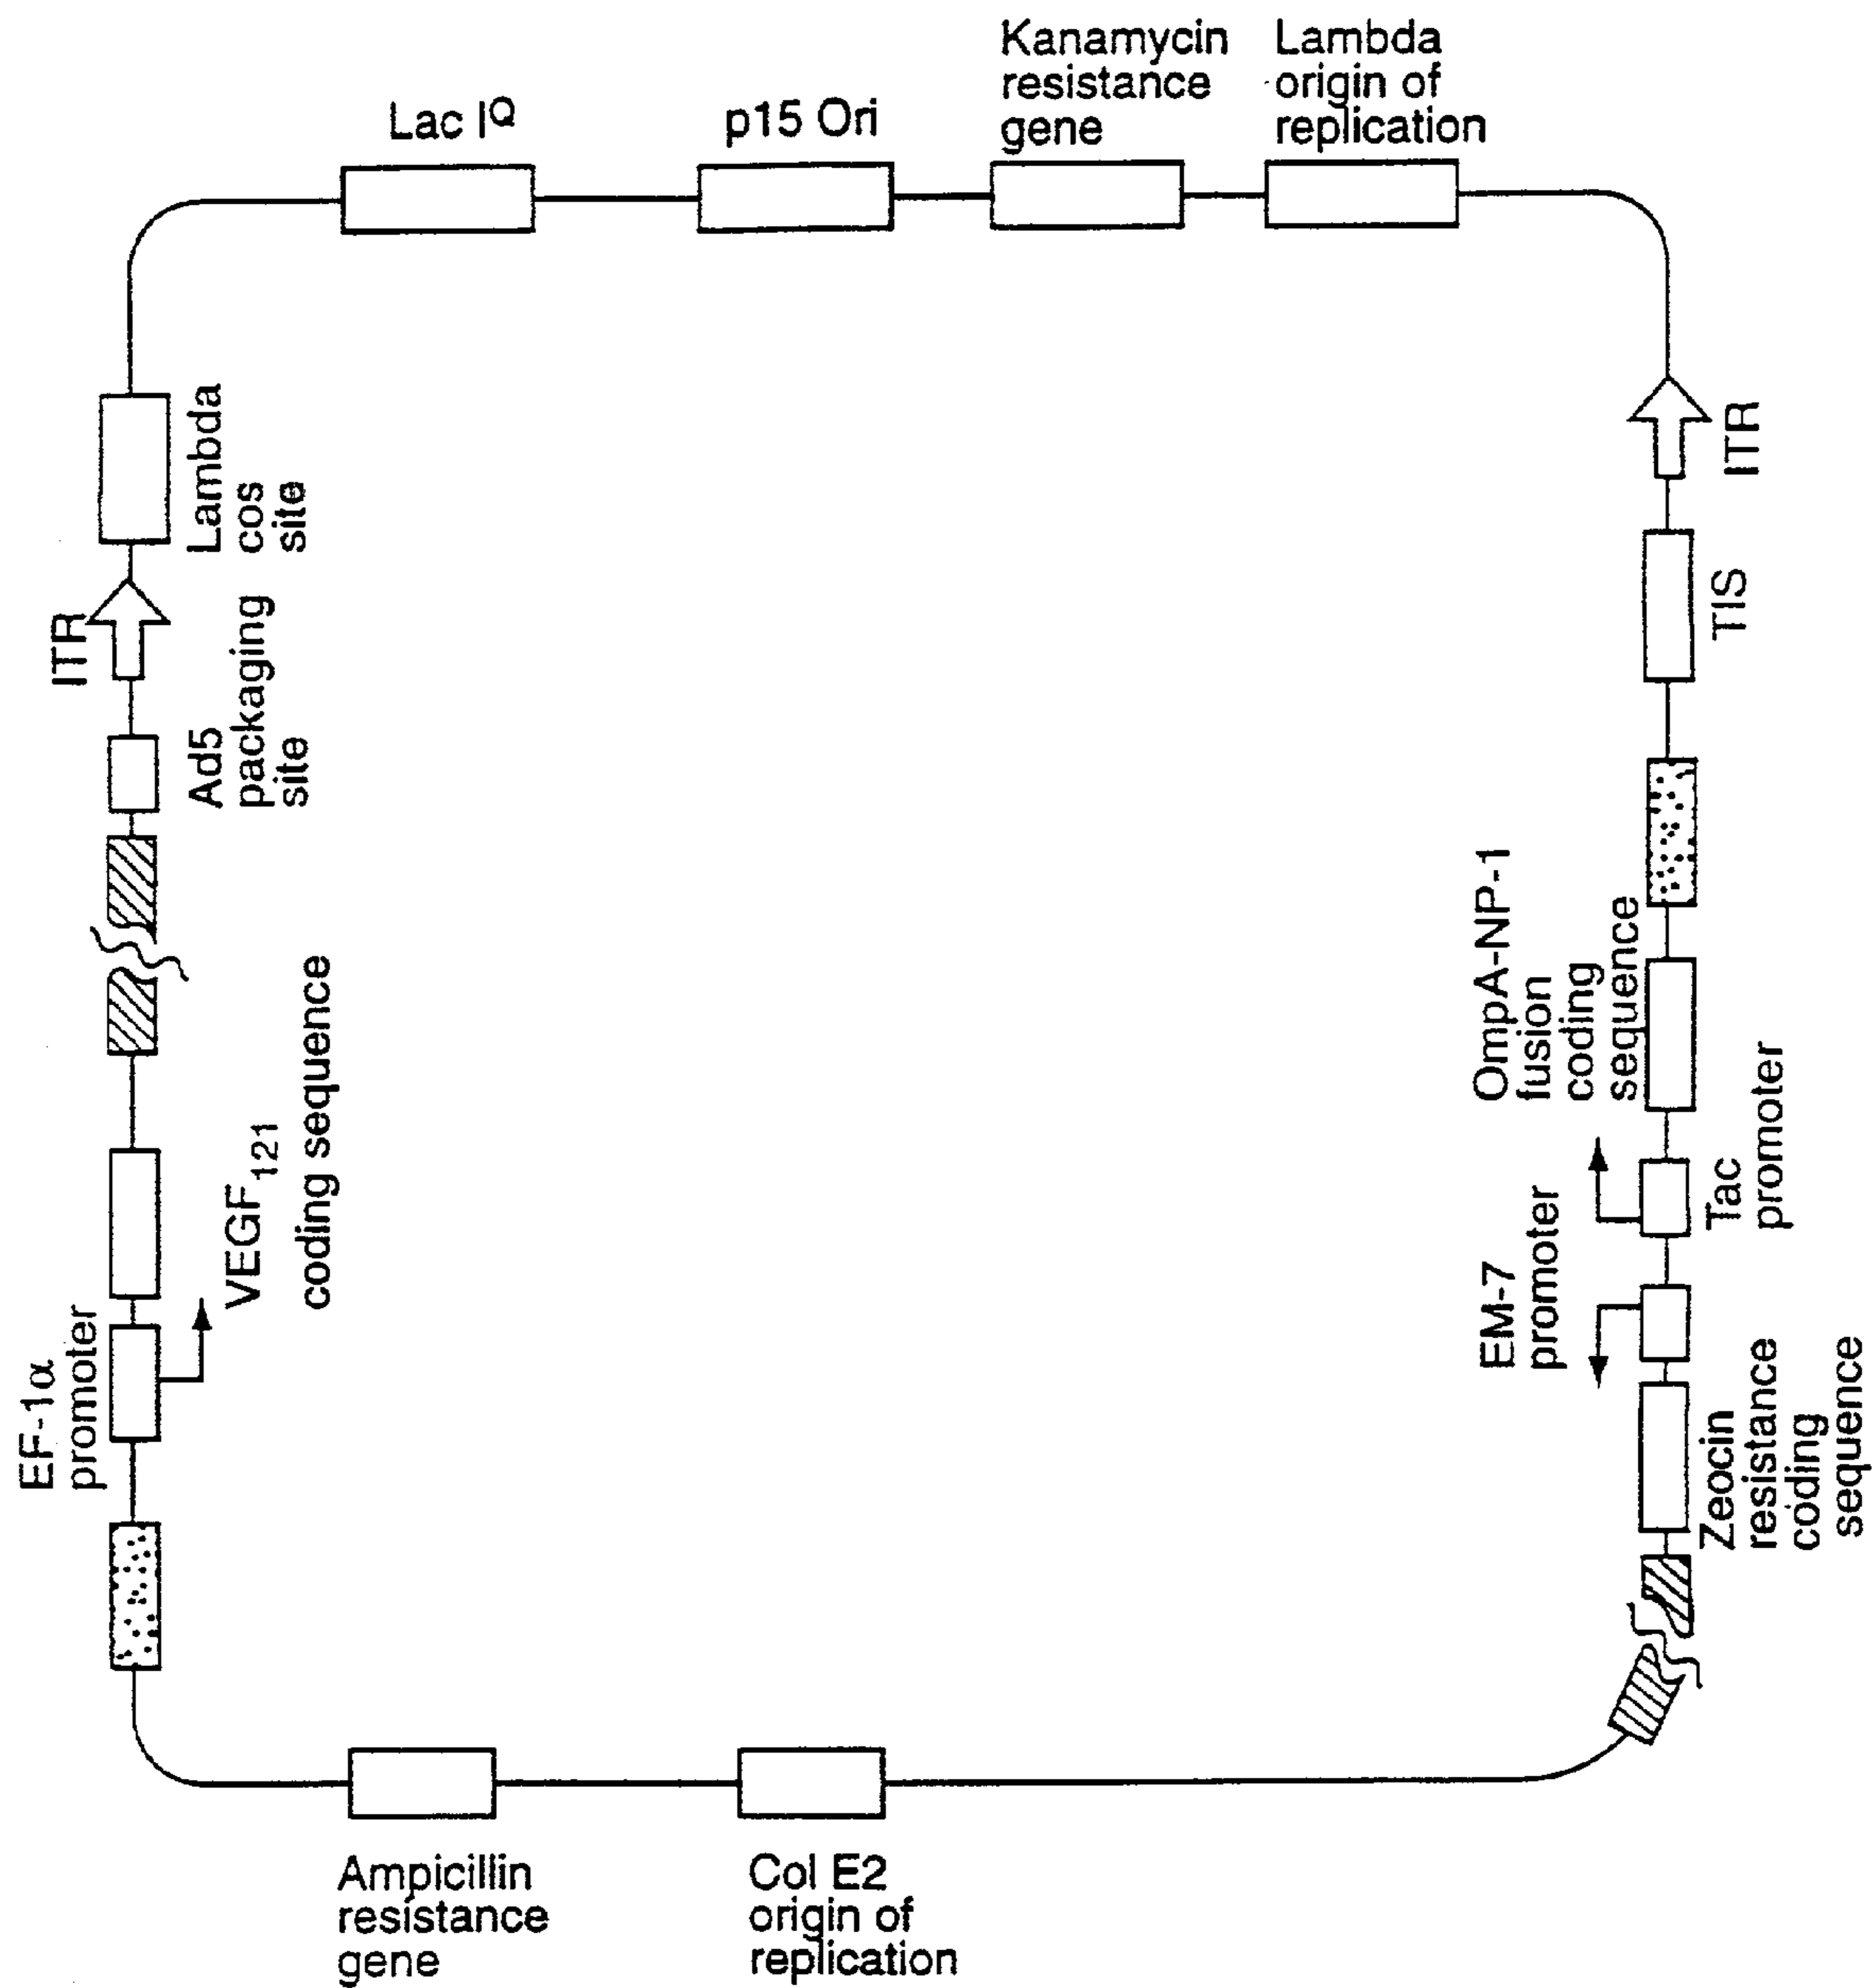 Kanamycin
resistance
gene
Lambda
origin of
replication
p15 Ori
Lac I^Q
Lambda
cos
site
ITR
Ad5
packaging
site
VEGF₁₂₁
coding sequence
EF-1α
promoter
Ampicillin
resistance
gene
Col E2
origin of
replication
Zeocin
resistance
coding
sequence
EM-7
promoter
Tac
promoter
OmpA-NP-1
fusion
coding
sequence
TIS
ITR